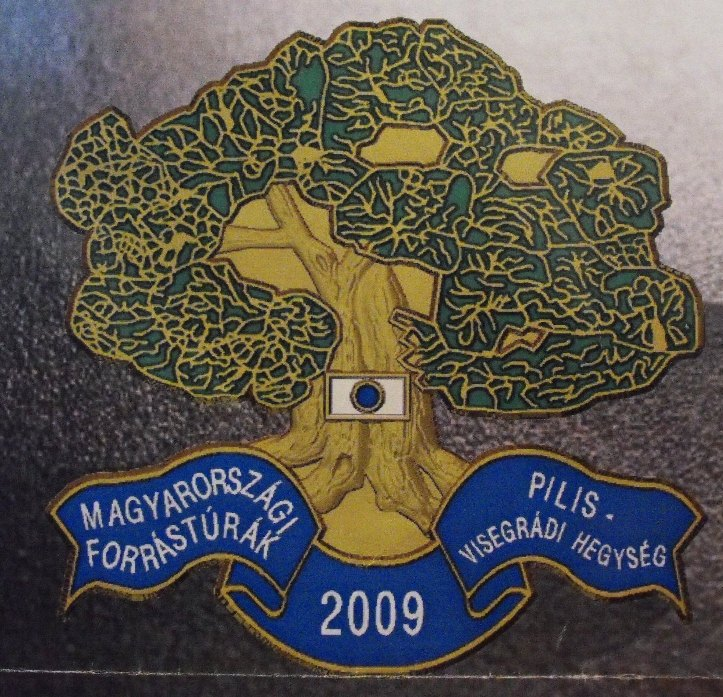 MAGYARORSZÁGI
FORRÁSTÚRÁK
PILIS -
VISEGRÁDI HEGYSÉG
2009